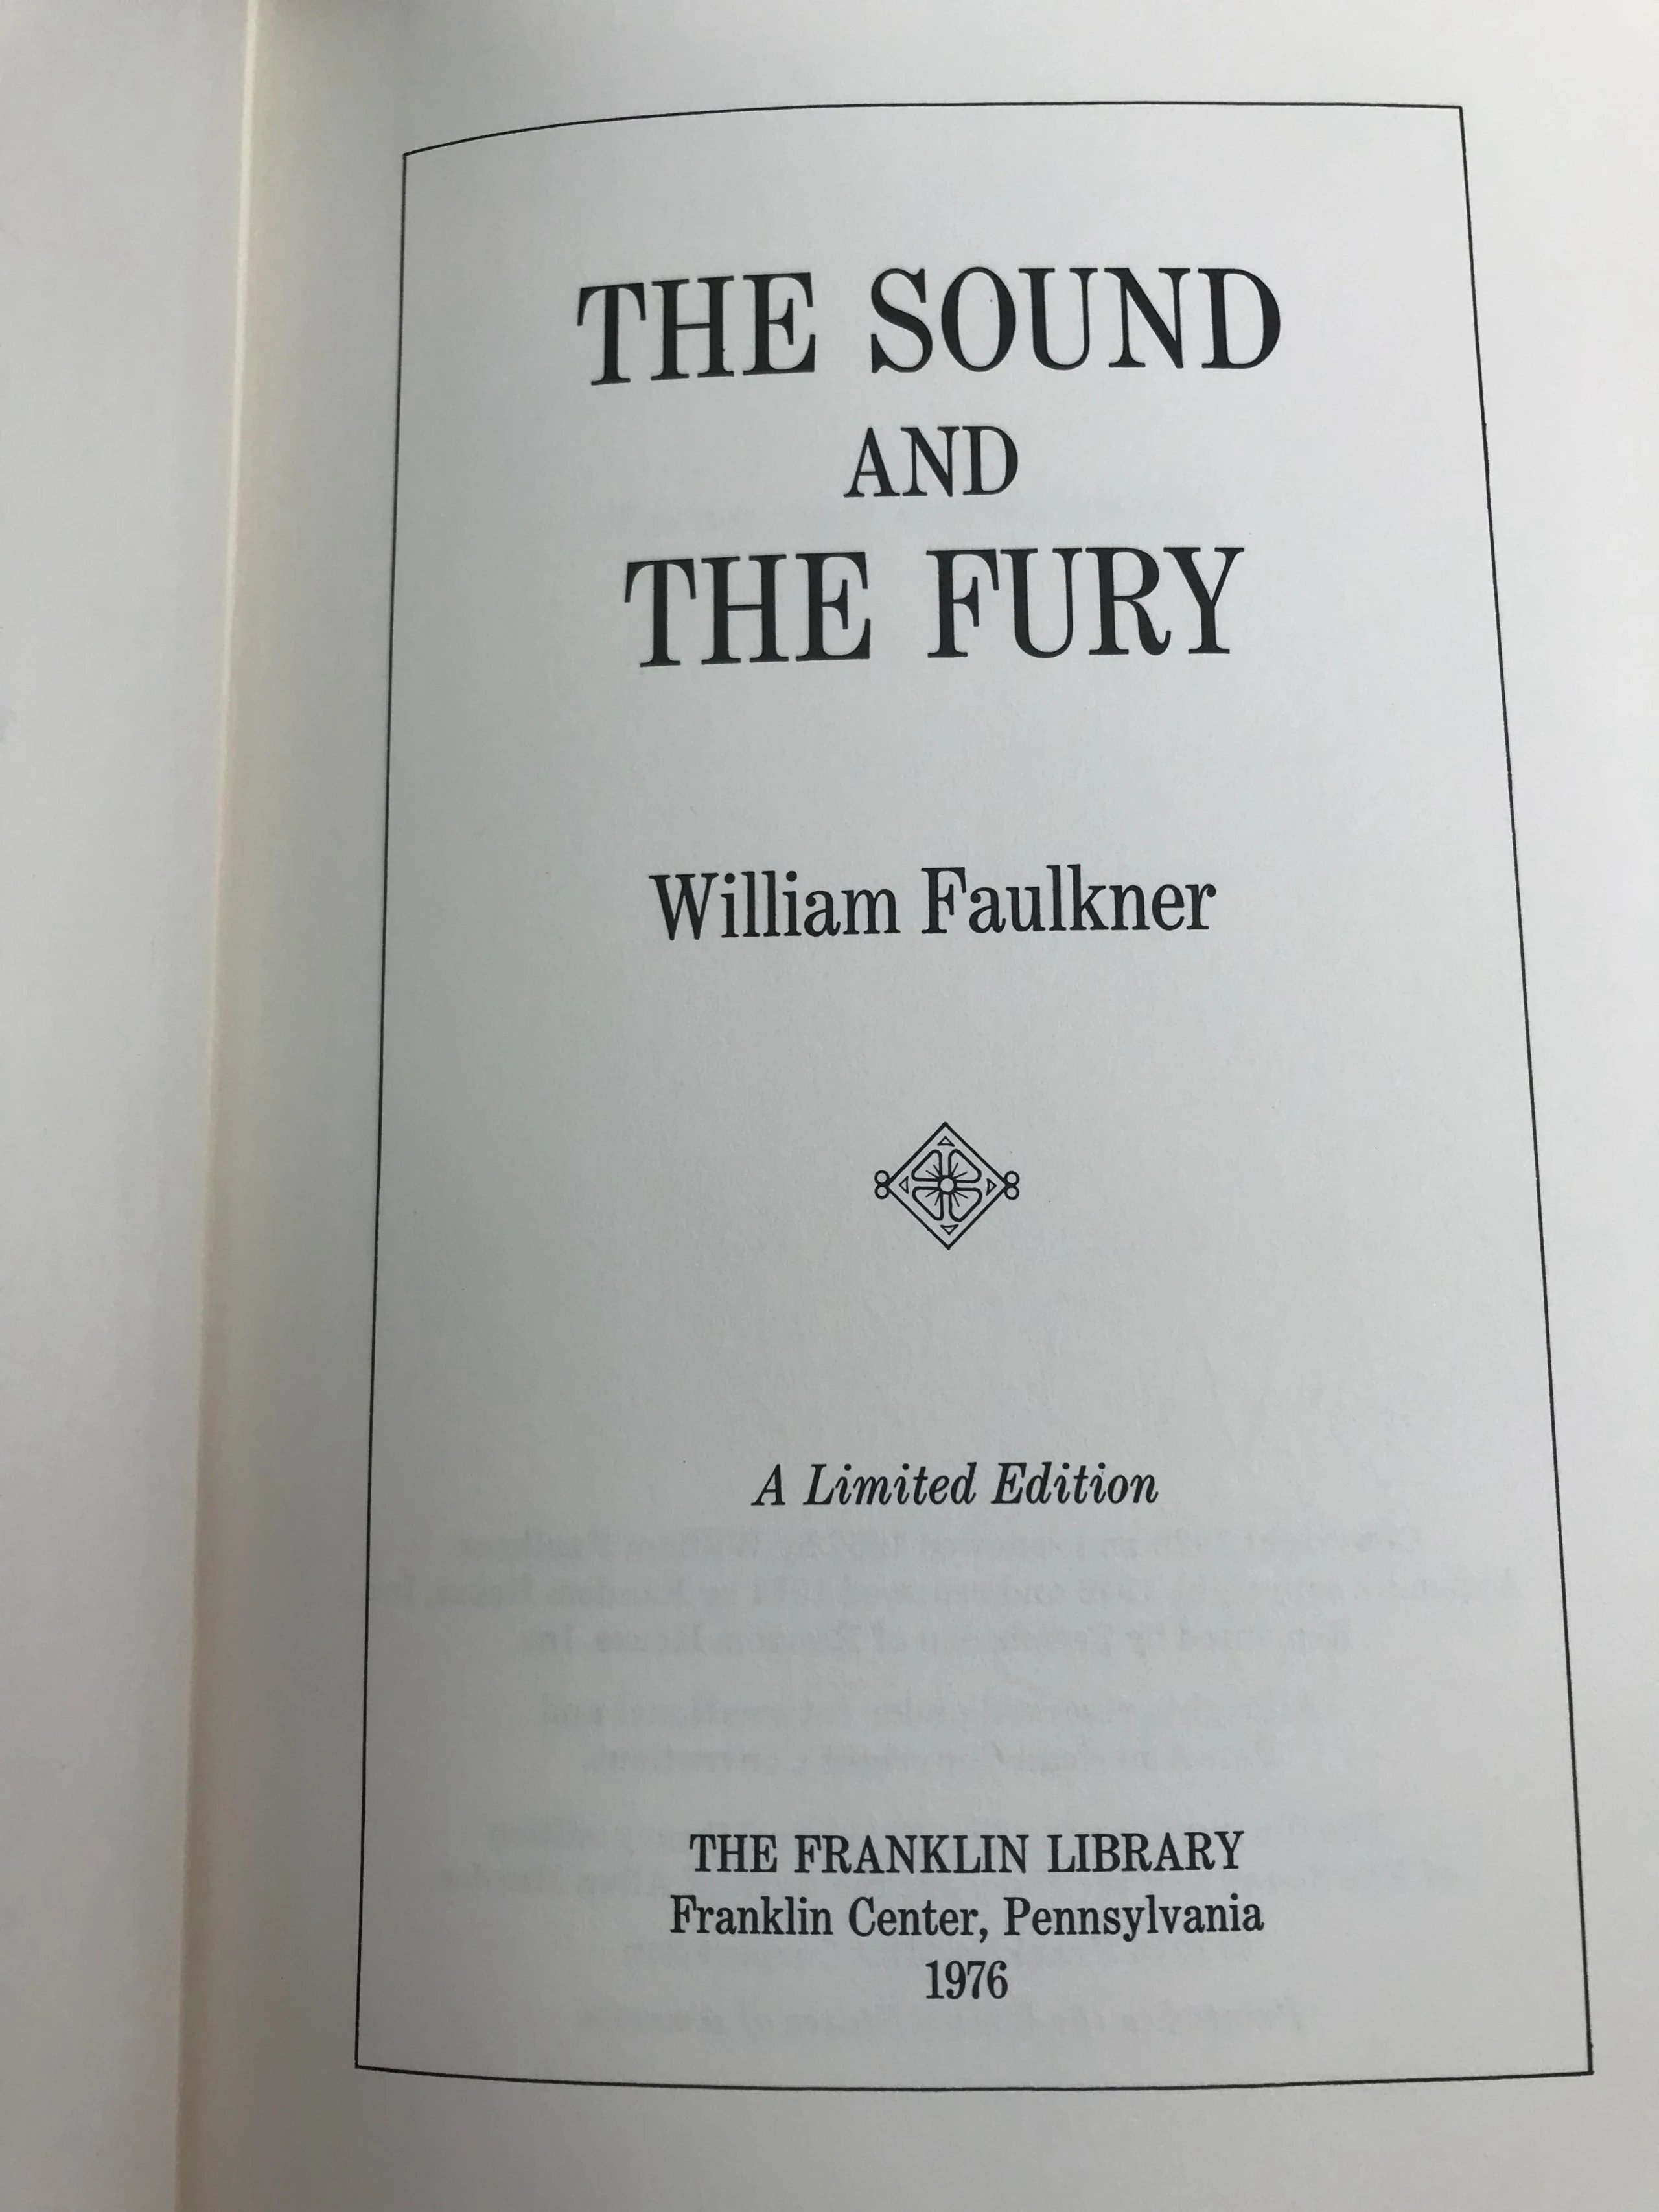 THE SOUND
AND
THE FURY
William Faulkner
A Limited Edition
THE FRANKLIN LIBRARY
Franklin Center, Pennsylvania
1976